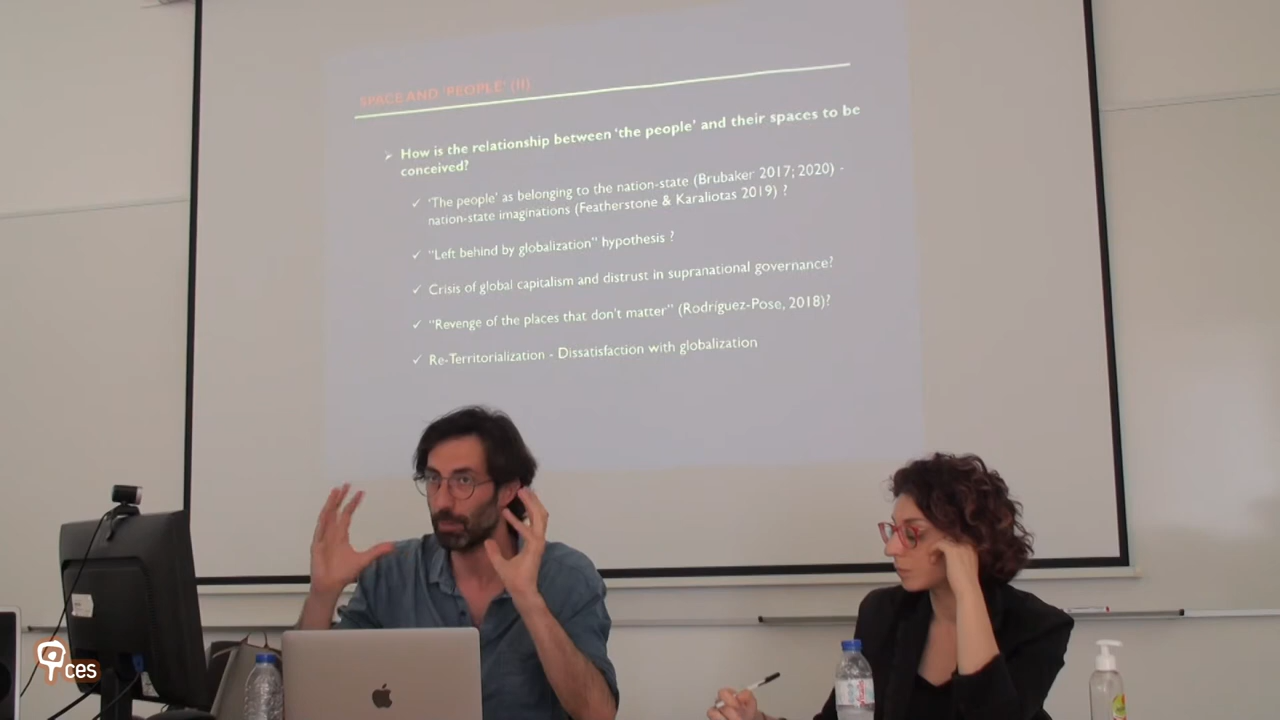 SPACE AND 'PEOPLE' (II)
How is the relationship between 'the people' and their spaces to be
conceived?
'The people' as belonging to the nation-state (Brubaker 2017; 2020) -
nation-state imaginations (Featherstone & Karaliotas 2019) ?
"Left behind by globalization" hypothesis ?
Crisis of global capitalism and distrust in supranational governance?
"Revenge of the places that don't matter" (Rodríguez-Pose, 2018)?
Re-Territorialization - Dissatisfaction with globalization
ces